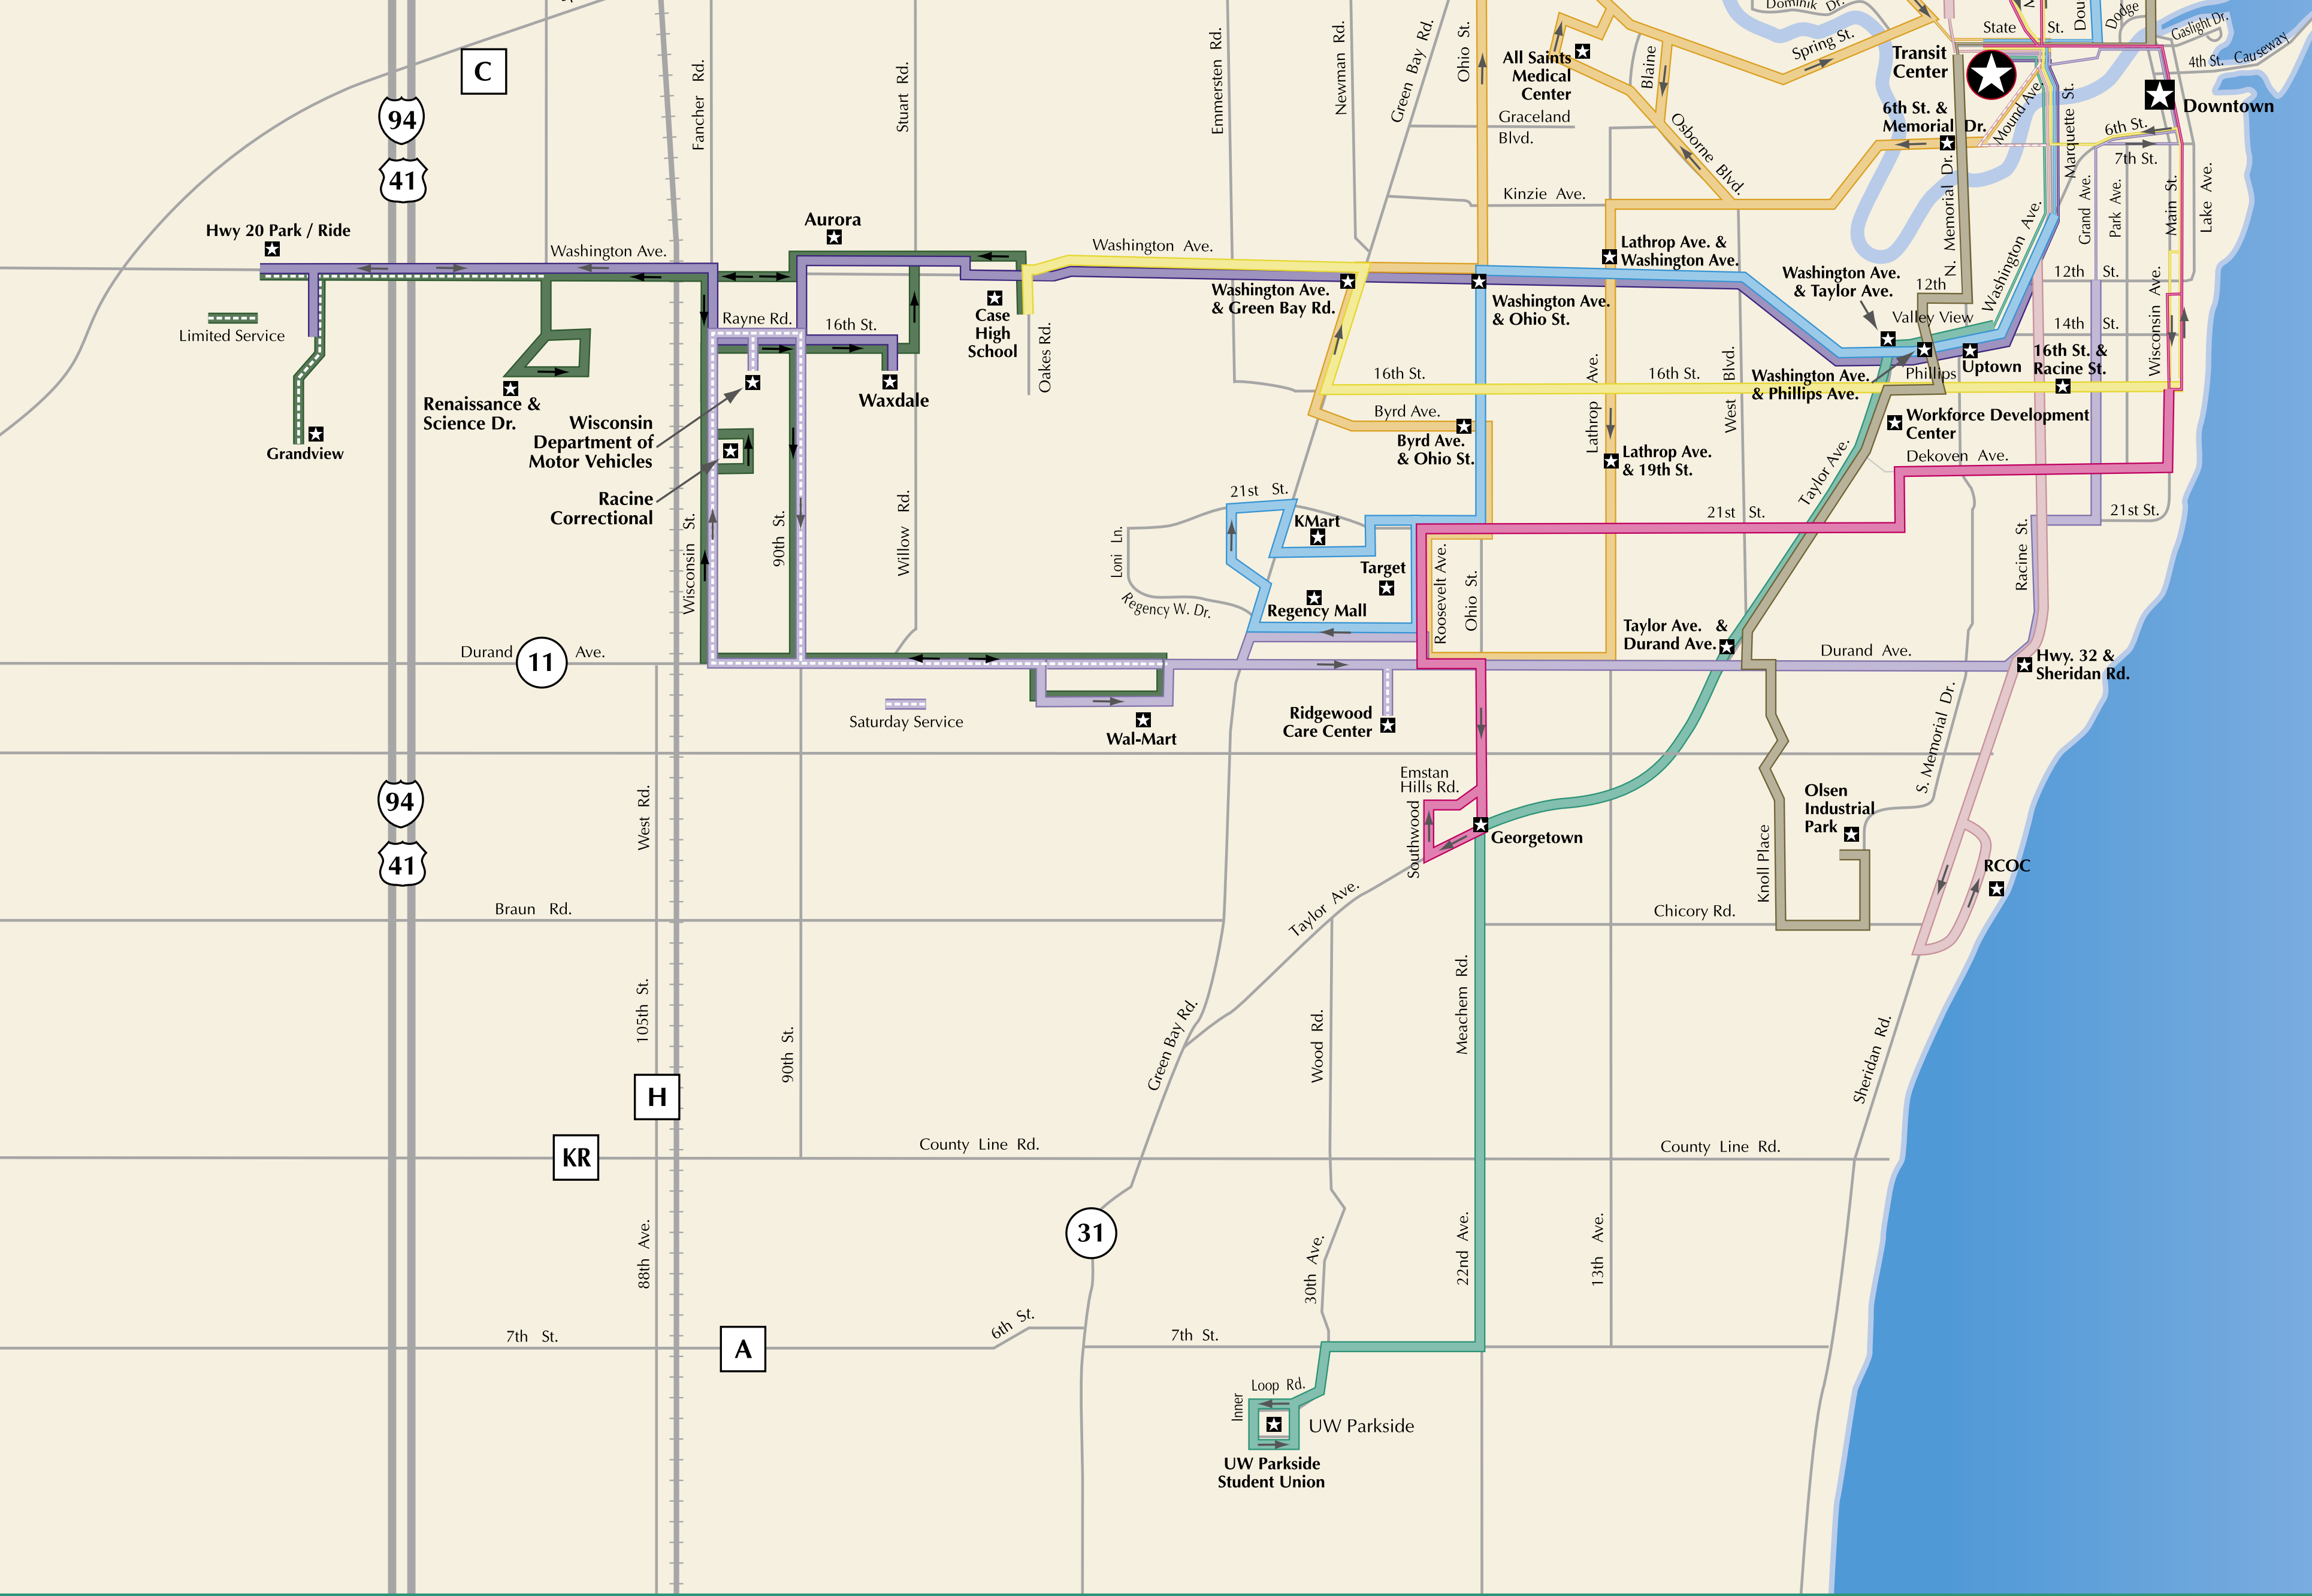 Dominik Dr.
State St.
Dou
Dodge
Gaslight Dr.
4th St. Causeway
C
94
41
Fancher Rd.
Stuart Rd.
Emmersten Rd.
Newman Rd.
Green Bay Rd.
Ohio St.
All Saints
Medical
Center
Blaine
Spring St.
Transit
Center
Downtown
Graceland
Blvd.
Osborne Blvd.
6th St. &
Memorial Dr.
Mound Ave.
Marquette St.
6th St.
7th St.
Kinzie Ave.
N. Memorial Dr.
Washington Ave.
Grand Ave.
Park Ave.
Main St.
Lake Ave.
Hwy 20 Park / Ride
Aurora
Washington Ave.
Washington Ave.
Lathrop Ave. &
Washington Ave.
Washington Ave.
& Taylor Ave.
12th
12th St.
Limited Service
Rayne Rd.
16th St.
Case
High
School
Oakes Rd.
Washington Ave.
& Green Bay Rd.
Washington Ave.
& Ohio St.
Valley View
14th St.
Wisconsin Ave.
Renaissance &
Science Dr.
Waxdale
16th St.
Lathrop Ave.
16th St.
West Blvd.
Washington Ave.
& Phillips Ave.
Phillips
Uptown
16th St. &
Racine St.
Grandview
Wisconsin
Department of
Motor Vehicles
Byrd Ave.
Byrd Ave.
& Ohio St.
Lathrop Ave.
& 19th St.
Workforce Development
Center
Dekoven Ave.
Taylor Ave.
Racine
Correctional
Wisconsin St.
90th St.
Willow Rd.
21st St.
KMart
Loni Ln.
21st St.
21st St.
Racine St.
Target
Regency Mall
Regency W. Dr.
Roosevelt Ave.
Ohio St.
Taylor Ave. &
Durand Ave.
Durand Ave.
11
Durand Ave.
Hwy. 32 &
Sheridan Rd.
Saturday Service
Wal-Mart
Ridgewood
Care Center
S. Memorial Dr.
94
41
West Rd.
Emstan
Hills Rd.
Southwood
Georgetown
Olsen
Industrial
Park
Knoll Place
RCOC
Braun Rd.
Taylor Ave.
Chicory Rd.
105th St.
90th St.
Green Bay Rd.
Wood Rd.
Meachem Rd.
Sheridan Rd.
H
KR
County Line Rd.
County Line Rd.
88th Ave.
31
30th Ave.
22nd Ave.
13th Ave.
7th St.
A
6th St.
7th St.
Inner Loop Rd.
UW Parkside
UW Parkside
Student Union